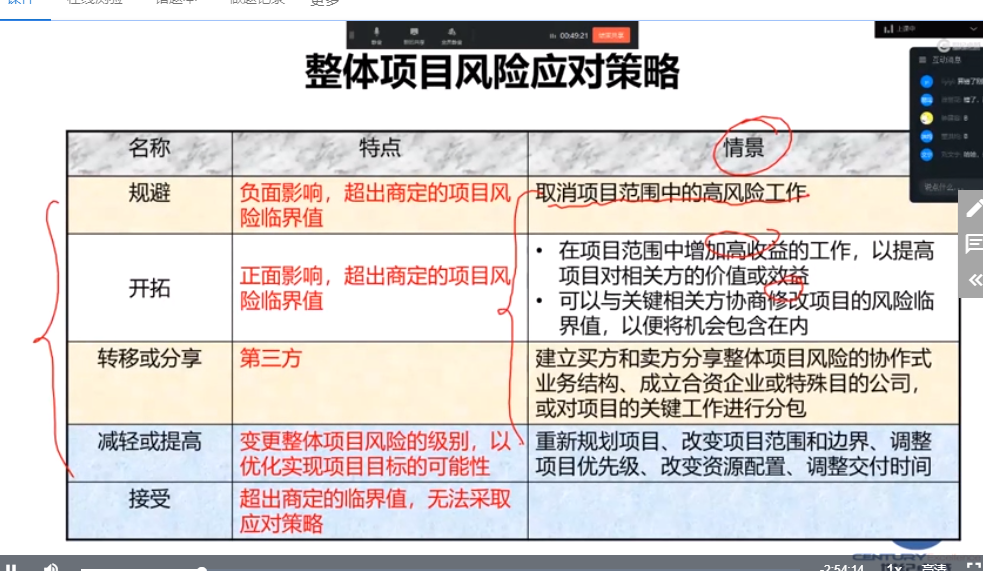 课件
更多
00:49:21
上课中
整体项目风险应对策略
互动消息
名称
特点
情景
规避
负面影响，超出商定的项目风
险临界值
取消项目范围中的高风险工作
开拓
正面影响，超出商定的项目风
险临界值
• 在项目范围中增加高收益的工作，以提高
项目对相关方的价值或效益
• 可以与关键相关方协商修改项目的风险临
界值，以便将机会包含在内
转移或分享
第三方
建立买方和卖方分享整体项目风险的协作式
业务结构、成立合资企业或特殊目的公司，
或对项目的关键工作进行分包
减轻或提高
变更整体项目风险的级别，以
优化实现项目目标的可能性
重新规划项目、改变项目范围和边界、调整
项目优先级、改变资源配置、调整交付时间
接受
超出商定的临界值，无法采取
应对策略
说点什么...
CENTURY
-2:54:14
1x
高清